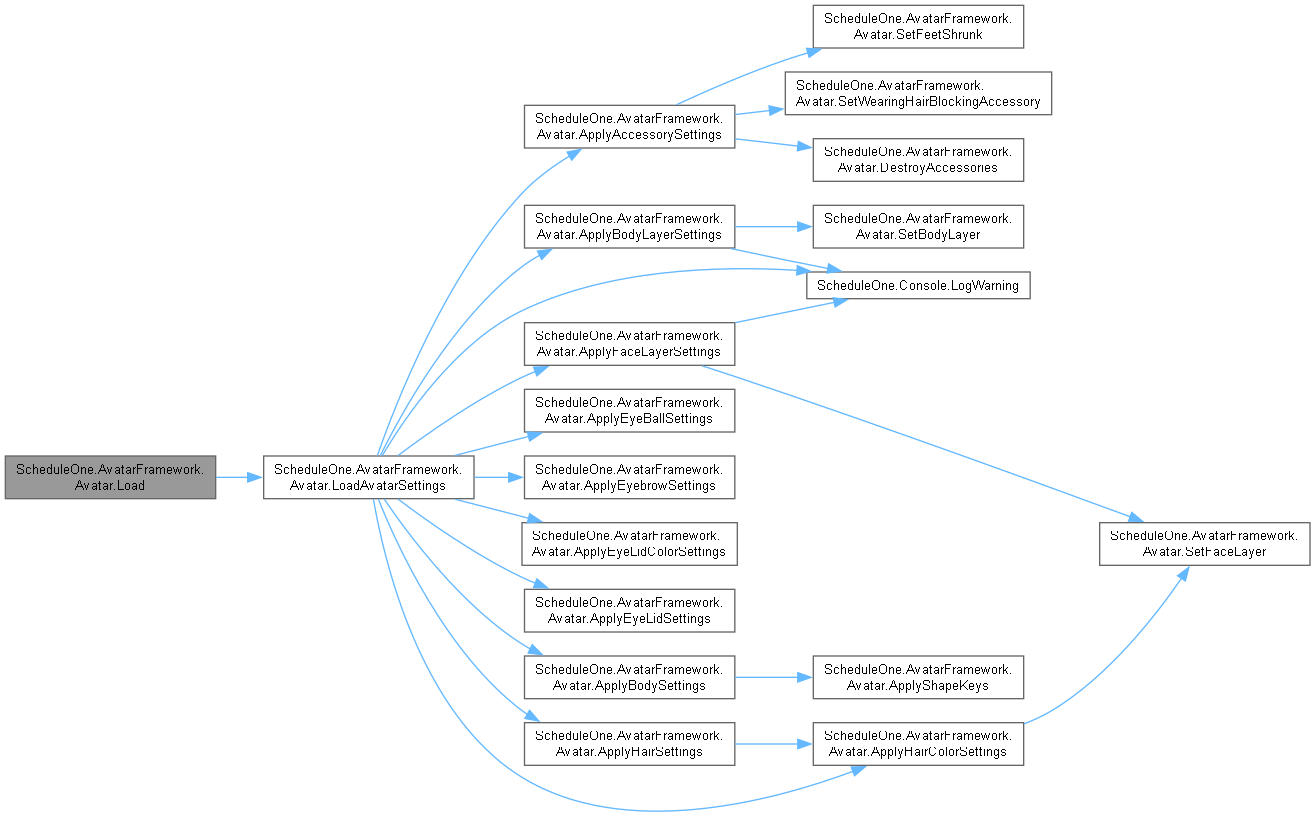 ScheduleOne.AvatarFramework.
Avatar.SetFeetShrunk
ScheduleOne.AvatarFramework.
Avatar.SetWearingHairBlockingAccessory
ScheduleOne.AvatarFramework.
Avatar.ApplyAccessorySettings
ScheduleOne.AvatarFramework.
Avatar.DestroyAccessories
ScheduleOne.AvatarFramework.
Avatar.ApplyBodyLayerSettings
ScheduleOne.AvatarFramework.
Avatar.SetBodyLayer
ScheduleOne.Console.LogWarning
ScheduleOne.AvatarFramework.
Avatar.ApplyFaceLayerSettings
ScheduleOne.AvatarFramework.
Avatar.ApplyEyeBallSettings
ScheduleOne.AvatarFramework.
Avatar.Load
ScheduleOne.AvatarFramework.
Avatar.LoadAvatarSettings
ScheduleOne.AvatarFramework.
Avatar.ApplyEyebrowSettings
ScheduleOne.AvatarFramework.
Avatar.ApplyEyeLidColorSettings
ScheduleOne.AvatarFramework.
Avatar.SetFaceLayer
ScheduleOne.AvatarFramework.
Avatar.ApplyEyeLidSettings
ScheduleOne.AvatarFramework.
Avatar.ApplyBodySettings
ScheduleOne.AvatarFramework.
Avatar.ApplyShapeKeys
ScheduleOne.AvatarFramework.
Avatar.ApplyHairSettings
ScheduleOne.AvatarFramework.
Avatar.ApplyHairColorSettings